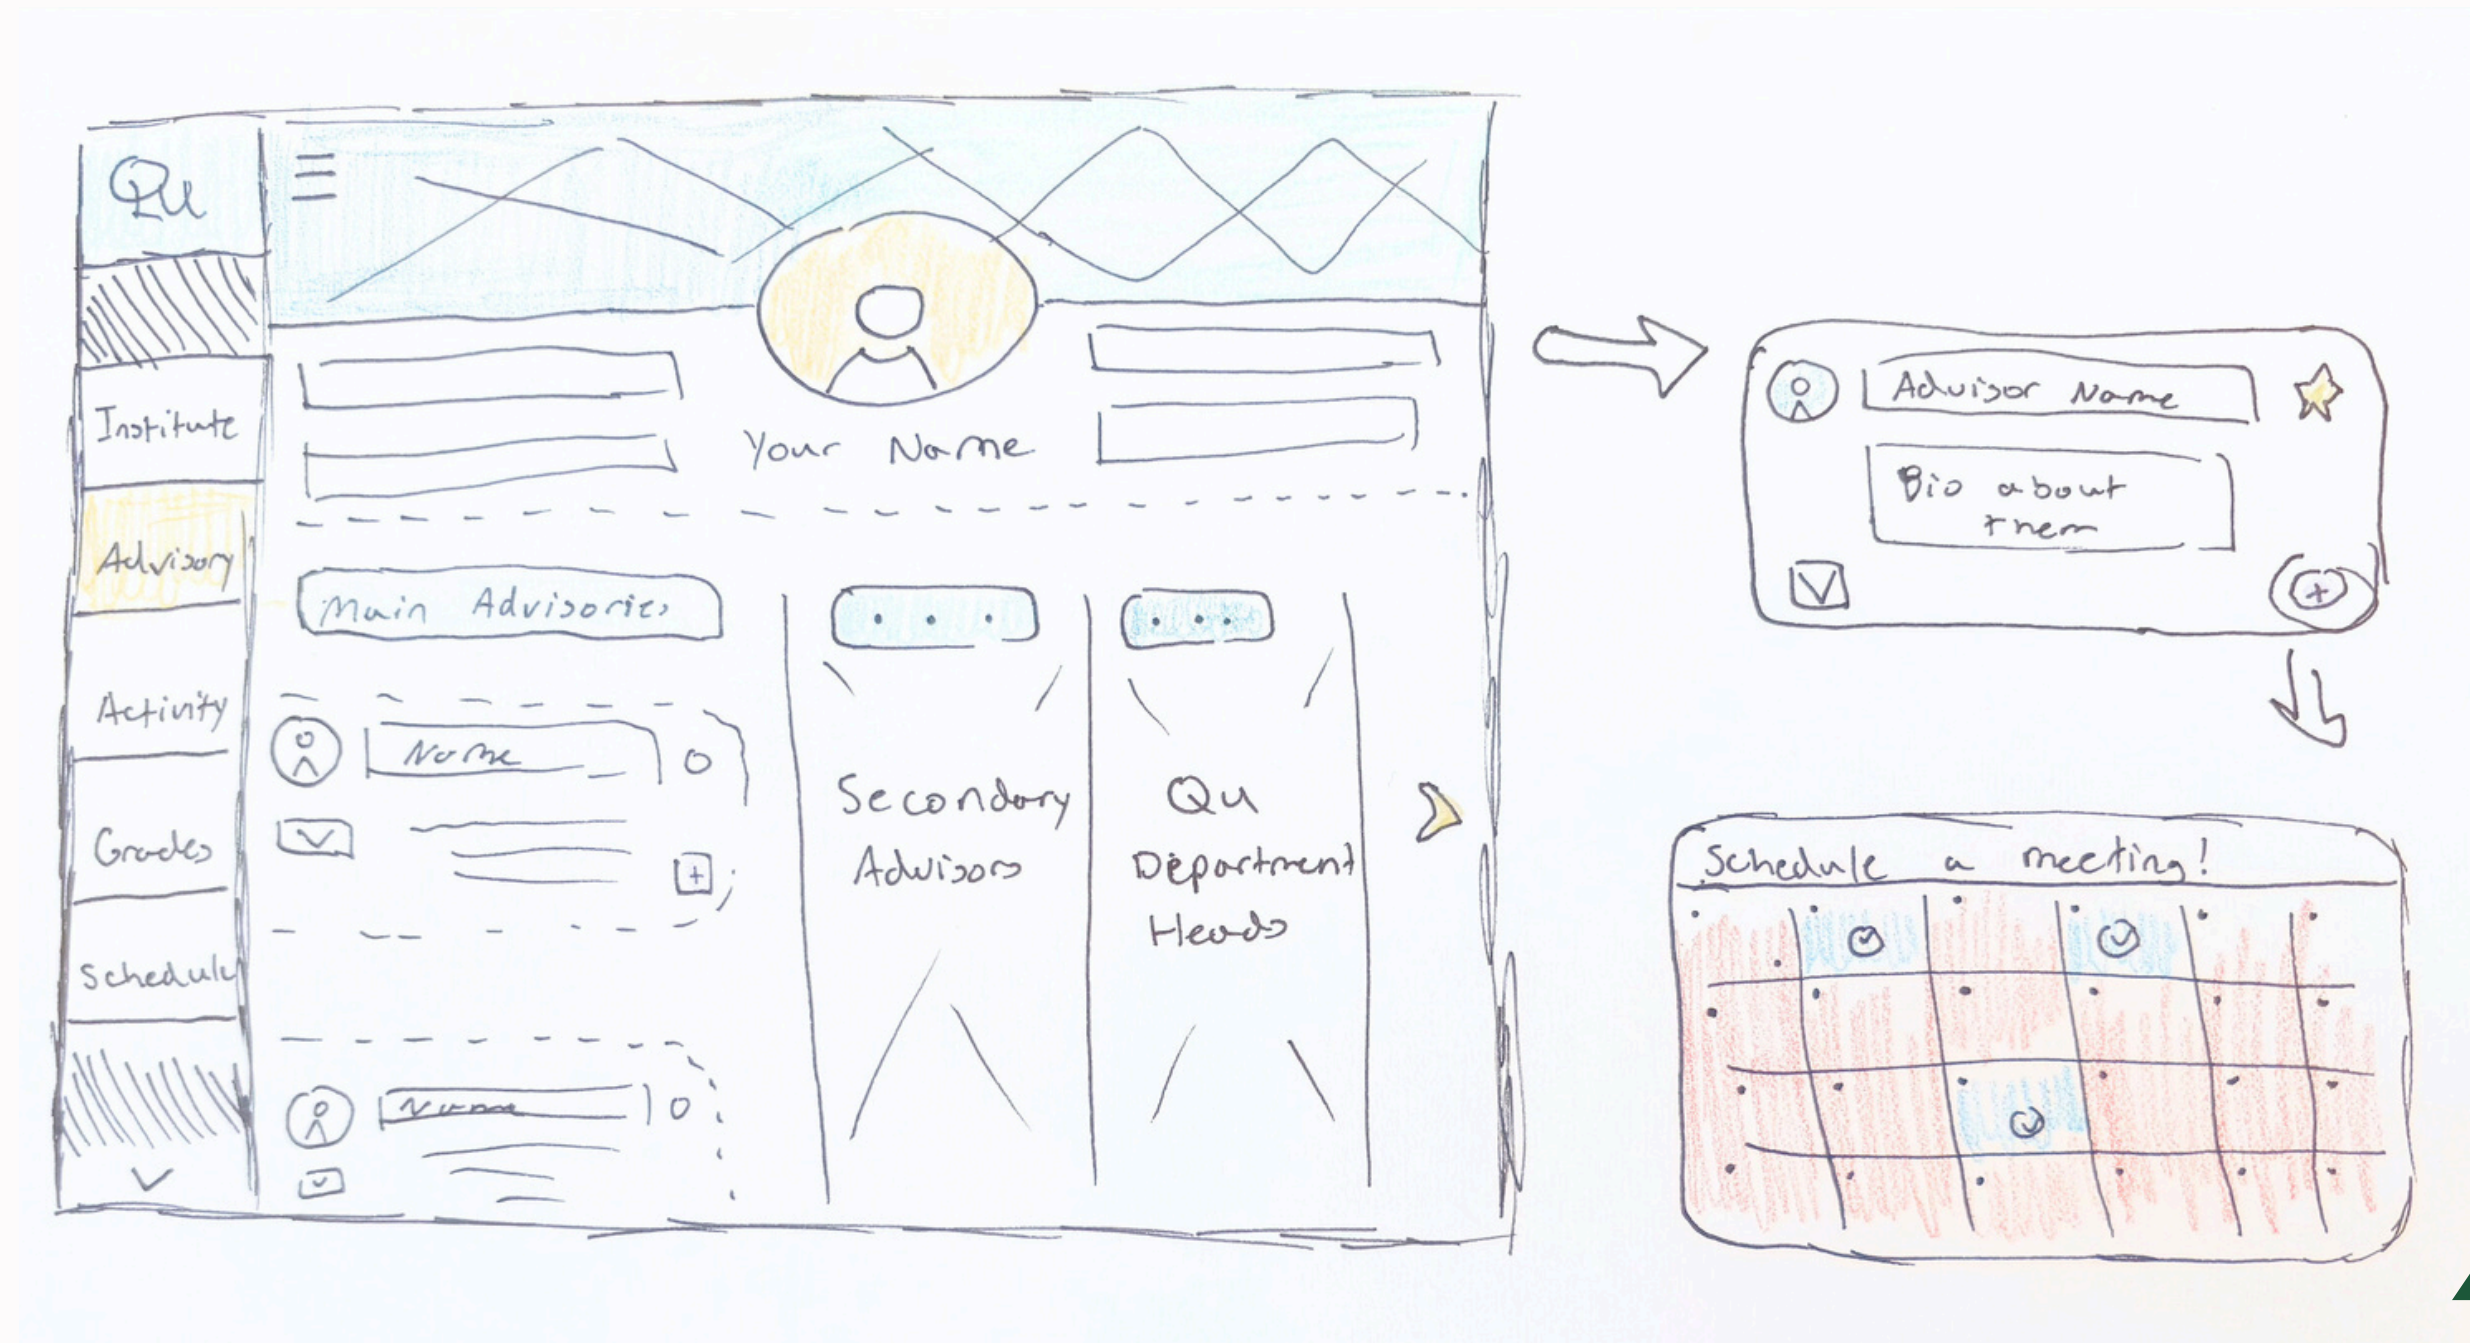 Qu
Institute
Advisory
Activity
Grades
Schedule
Your Name
Main Advisories
Name
Name
Secondary
Advisors
Qu
Department
Heads
Advisor Name
Bio about
them
Schedule a meeting!